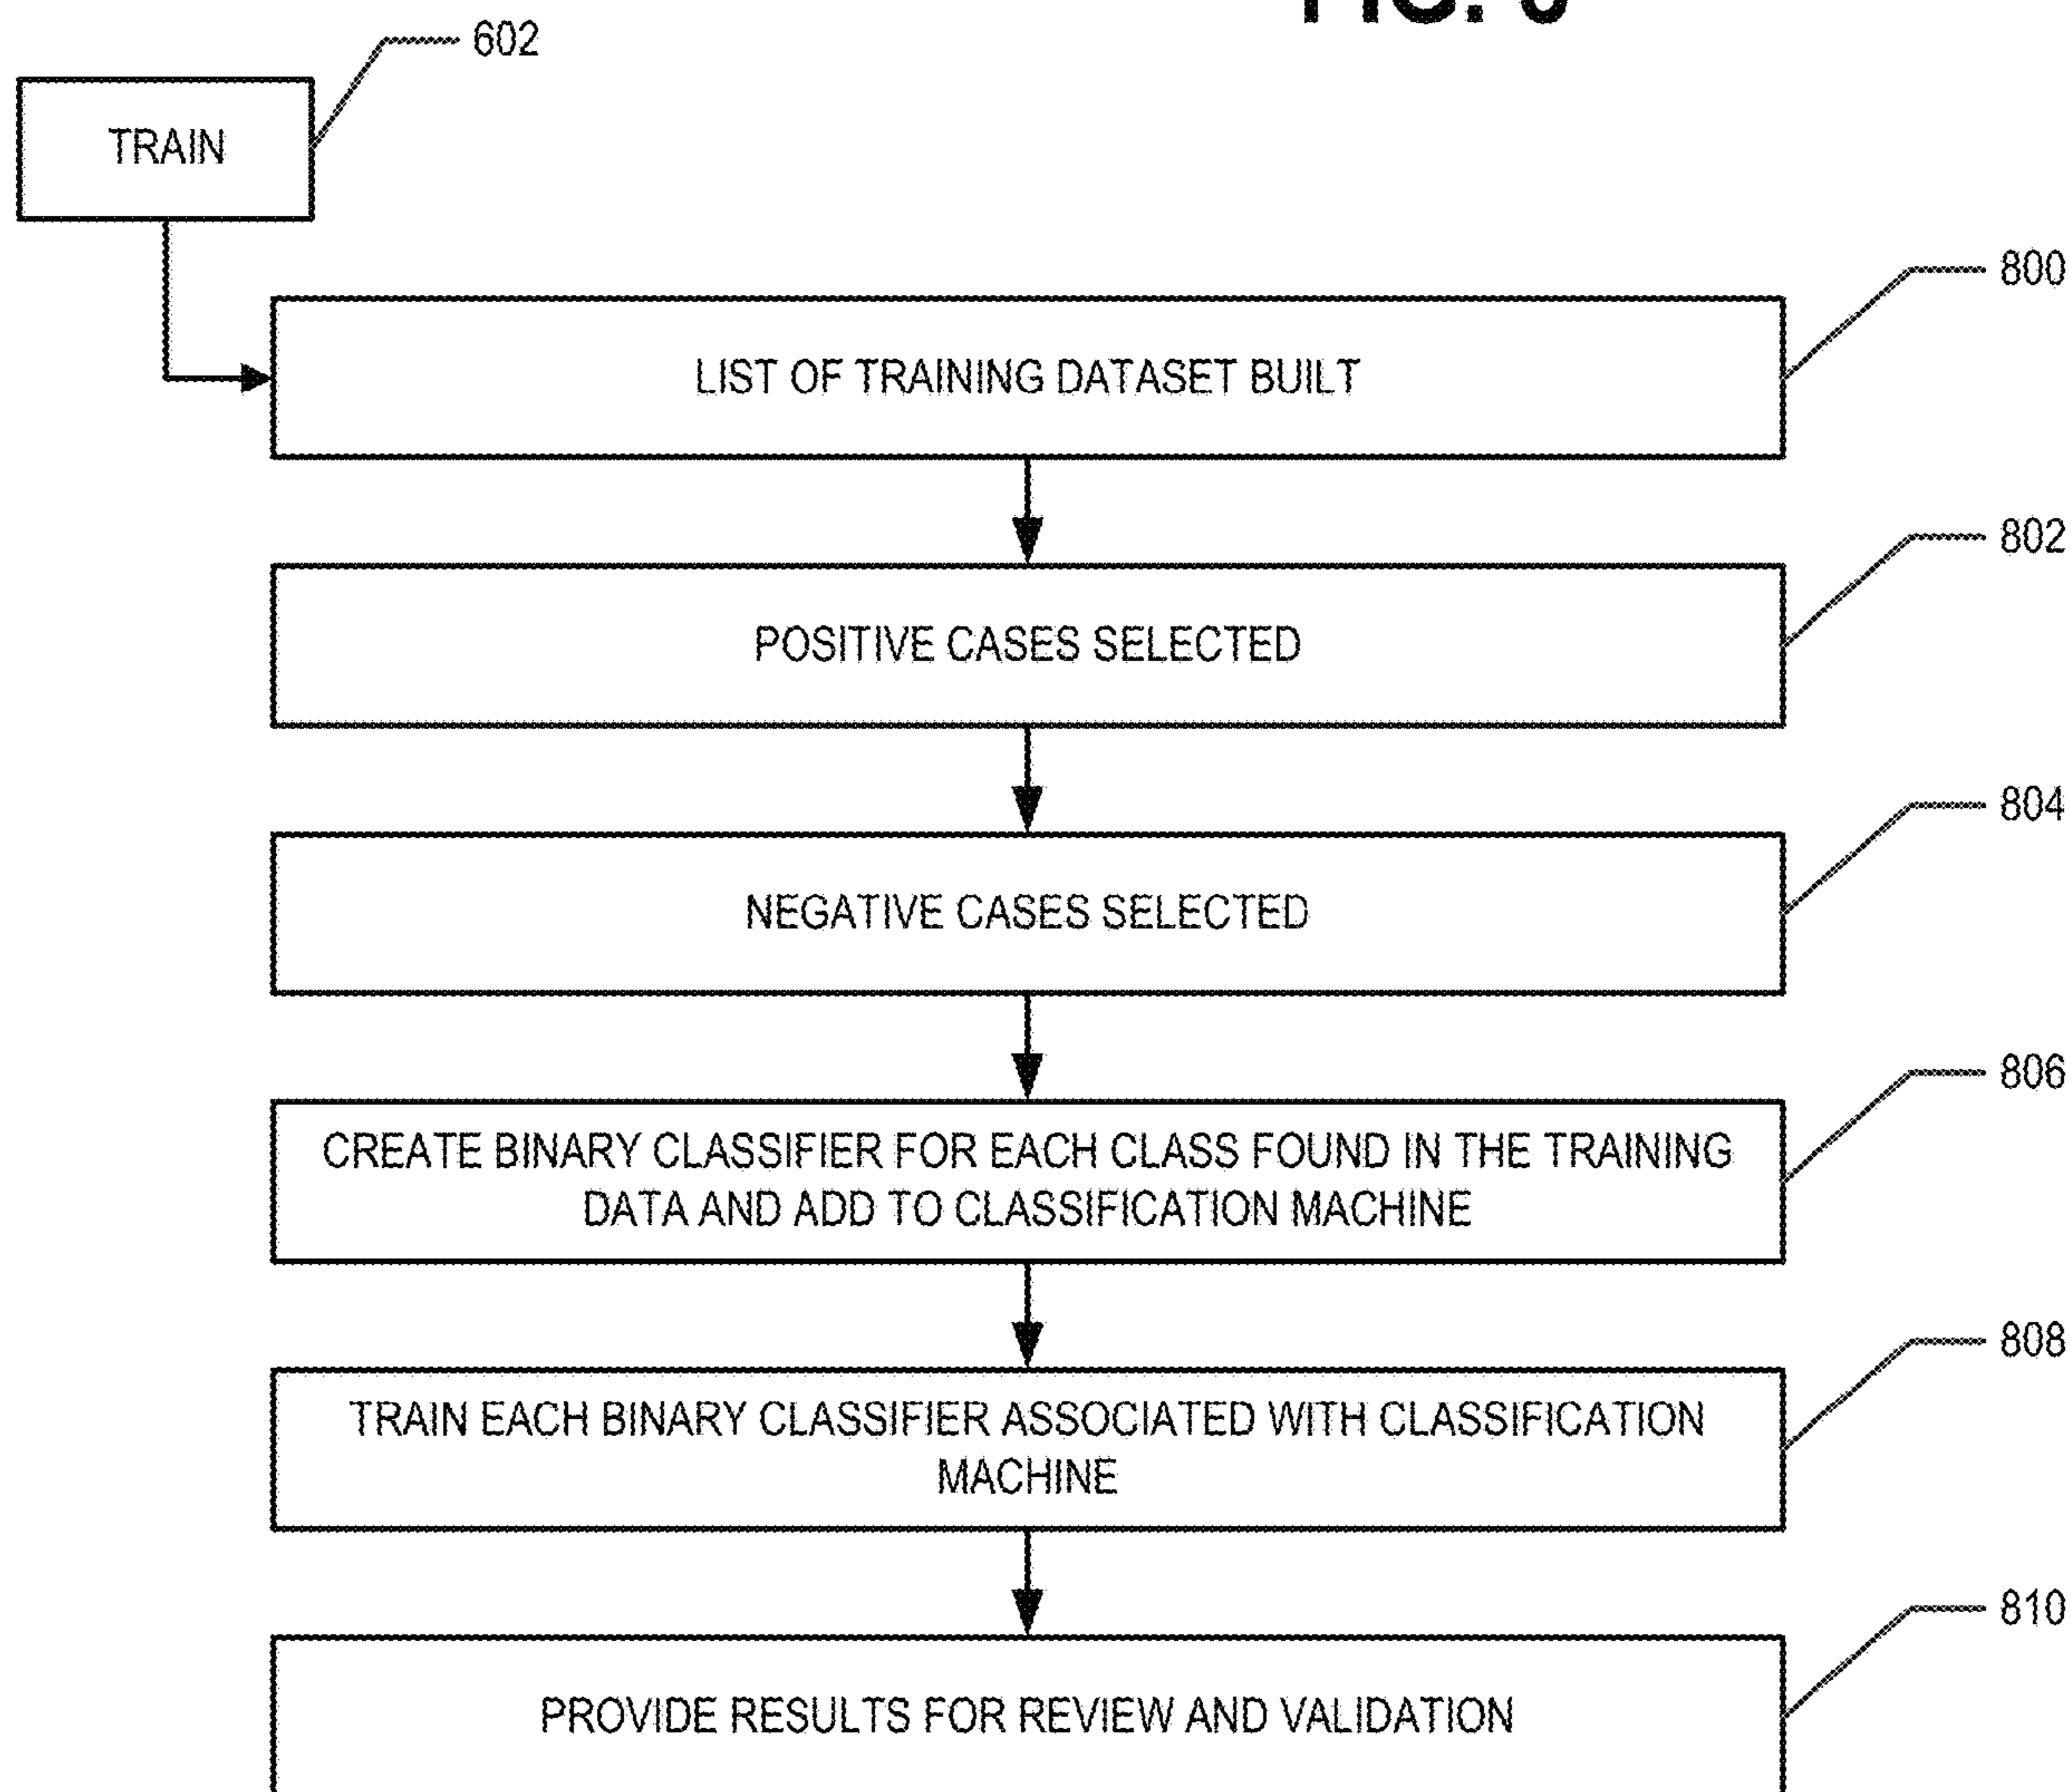 FIG.
602
TRAIN
800
LIST OF TRAINING DATASET BUILT
802
POSITIVE CASES SELECTED
804
NEGATIVE CASES SELECTED
806
CREATE BINARY CLASSIFIER FOR EACH CLASS FOUND IN THE TRAINING
DATA AND ADD TO CLASSIFICATION MACHINE
808
TRAIN EACH BINARY CLASSIFIER ASSOCIATED WITH CLASSIFICATION
MACHINE
810
PROVIDE RESULTS FOR REVIEW AND VALIDATION